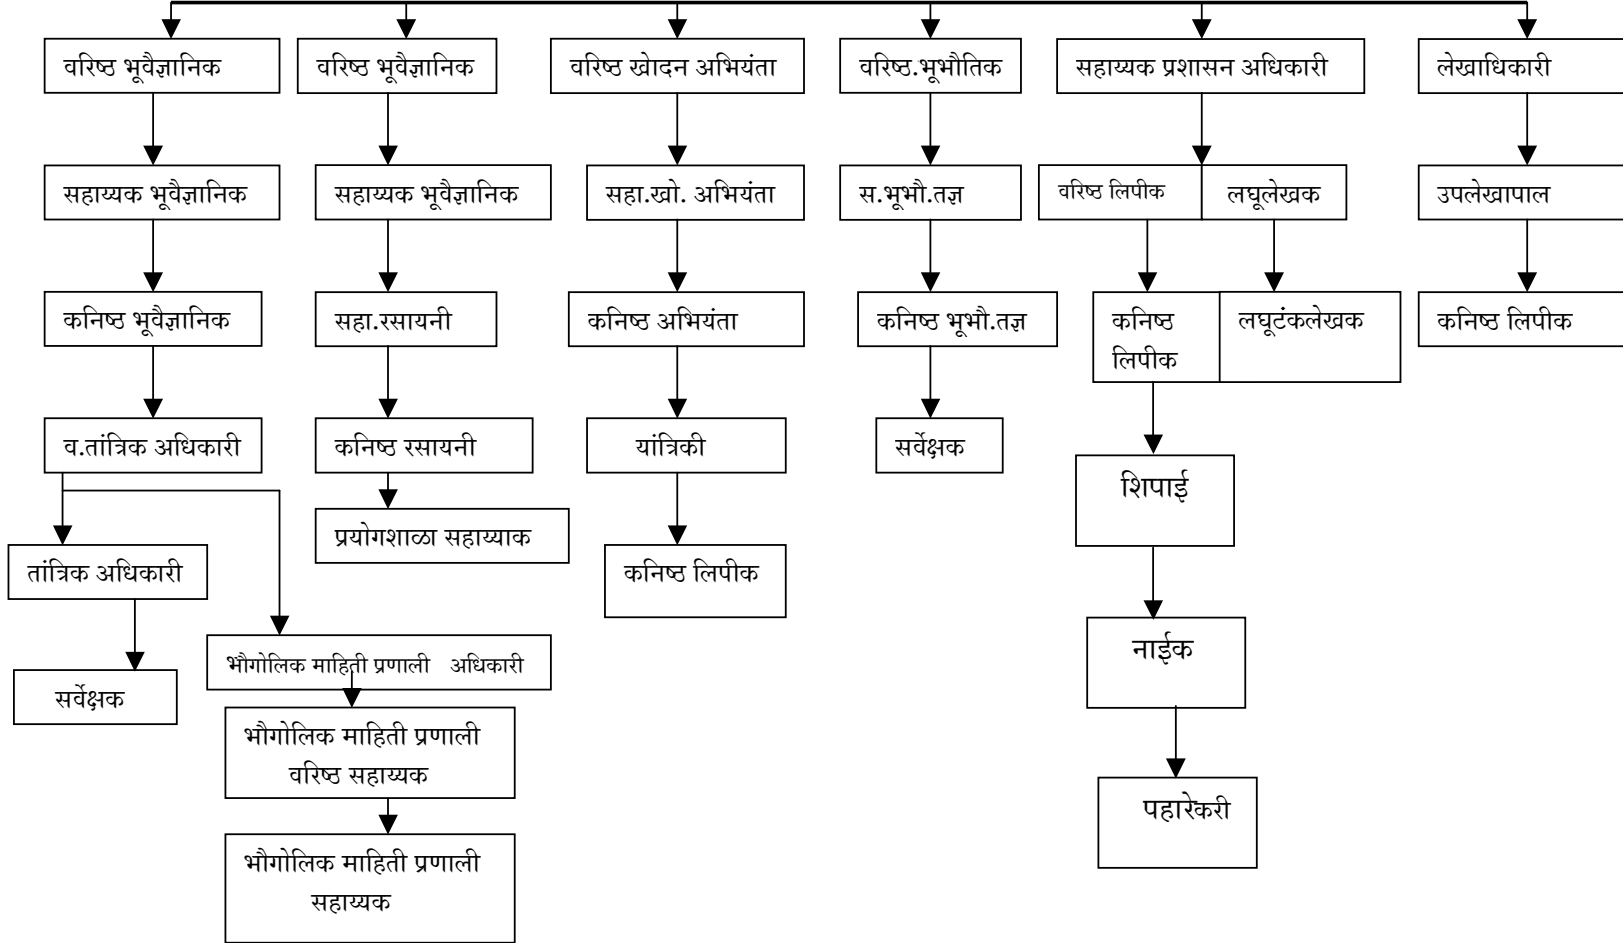 वरिष्ठ भूवैज्ञानिक
वरिष्ठ भूवैज्ञानिक
वरिष्ठ खेादन अभियंता
वरिष्ठ.भूभौतिक
सहाय्यक प्रशासन अधिकारी
लेखाधिकारी
सहाय्यक भूवैज्ञानिक
सहाय्यक भूवैज्ञानिक
सहा.खो. अभियंता
स.भूभौ.तज्ञ
वरिष्ठ लिपीक
लघूलेखक
उपलेखापाल
कनिष्ठ भूवैज्ञानिक
सहा.रसायनी
कनिष्ठ अभियंता
कनिष्ठ भूभौ.तज्ञ
कनिष्ठ
लिपीक
लघूटंकलेखक
कनिष्ठ लिपीक
व.तांत्रिक अधिकारी
कनिष्ठ रसायनी
यांत्रिकी
सर्वेक्षक
शिपाई
प्रयोगशाळा सहाय्याक
तांत्रिक अधिकारी
कनिष्ठ लिपीक
नाईक
भौगोलिक माहिती प्रणाली अधिकारी
सर्वेक्षक
भौगोलिक माहिती प्रणाली
वरिष्ठ सहाय्यक
पहारेकरी
भौगोलिक माहिती प्रणाली
सहाय्यक